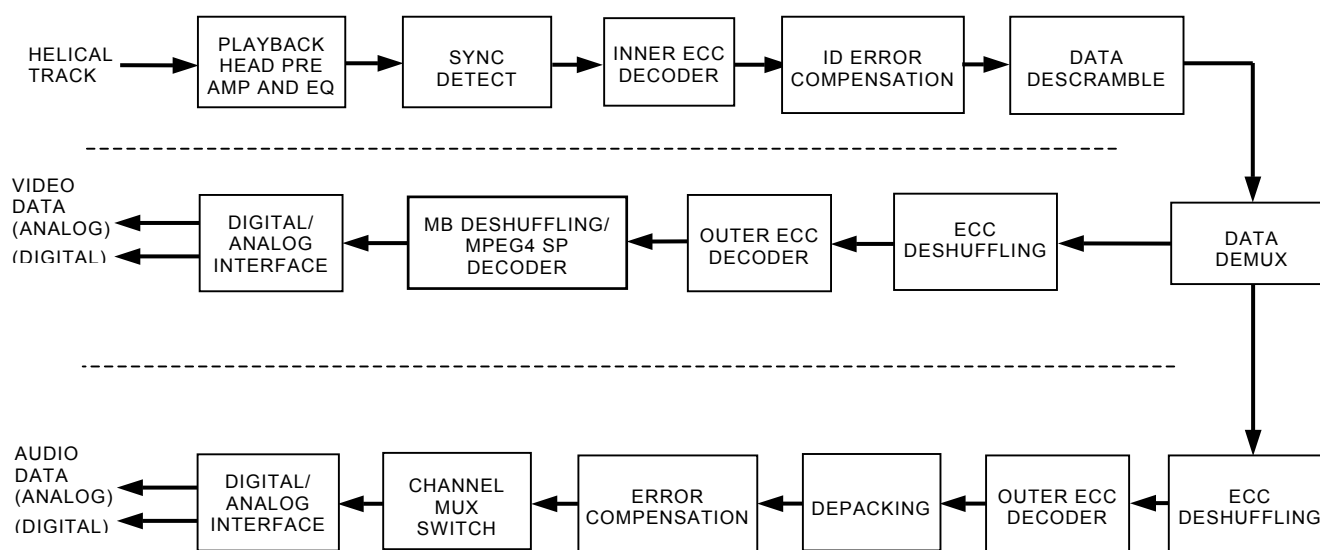 HELICAL
TRACK
PLAYBACK
HEAD PRE
AMP AND EQ
SYNC
DETECT
INNER ECC
DECODER
ID ERROR
COMPENSATION
DATA
DESCRAMBLE
VIDEO
DATA
(ANALOG)
(DIGITAL)
DIGITAL/
ANALOG
INTERFACE
MB DESHUFFLING/
MPEG4 SP
DECODER
OUTER ECC
DECODER
ECC
DESHUFFLING
DATA
DEMUX
AUDIO
DATA
(ANALOG)
(DIGITAL)
DIGITAL/
ANALOG
INTERFACE
CHANNEL
MUX
SWITCH
ERROR
COMPENSATION
DEPACKING
OUTER ECC
DECODER
ECC
DESHUFFLING